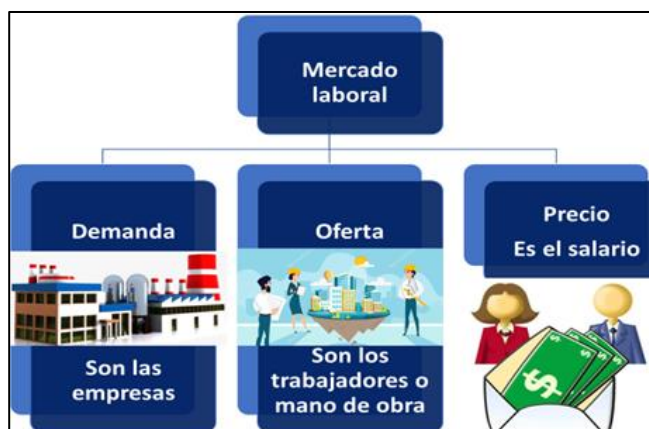 Mercado
laboral
Demanda
Son las
empresas
Oferta
Son los
trabajadores o
mano de obra
Precio
Es el salario
$
$
$
$